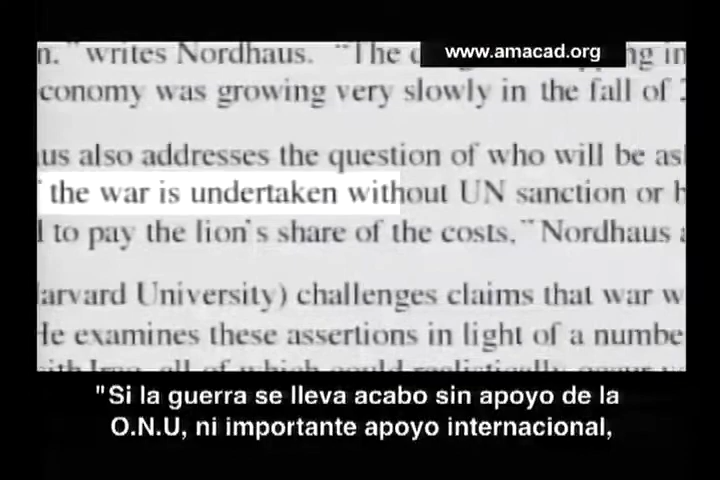 www.amacad.org
n." writes Nordhaus. "The
conomy was growing very slowly in the fall of
us also addresses the question of who will be
the war is undertaken without UN sanction or
to pay the lion's share of the costs," Nordhaus
arvard University) challenges claims that war
He examines these assertions in light of a
"Si la guerra se lleva acabo sin apoyo de la
O.N.U, ni importante apoyo internacional,